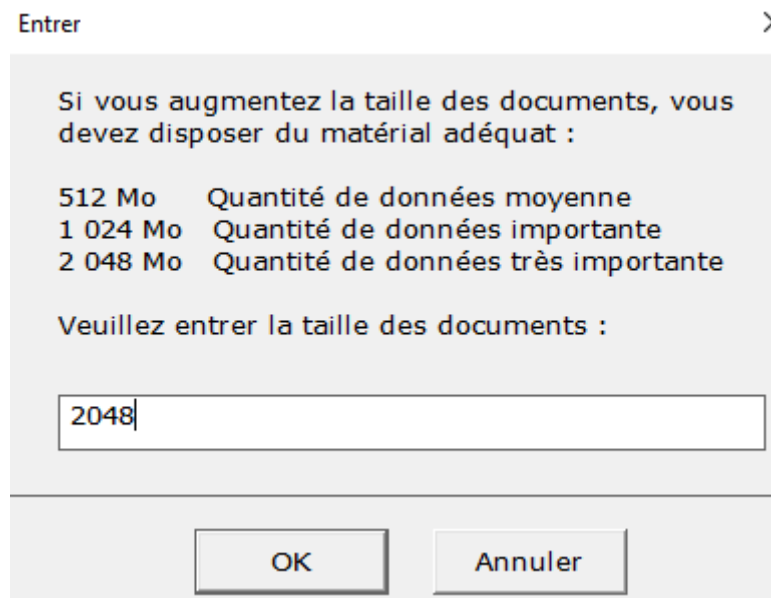 Entrer
Si vous augmentez la taille des documents, vous
devez disposer du matérial adéquat :
512 Mo Quantité de données moyenne
1 024 Mo Quantité de données importante
2 048 Mo Quantité de données très importante
Veuillez entrer la taille des documents :
2048
OK Annuler